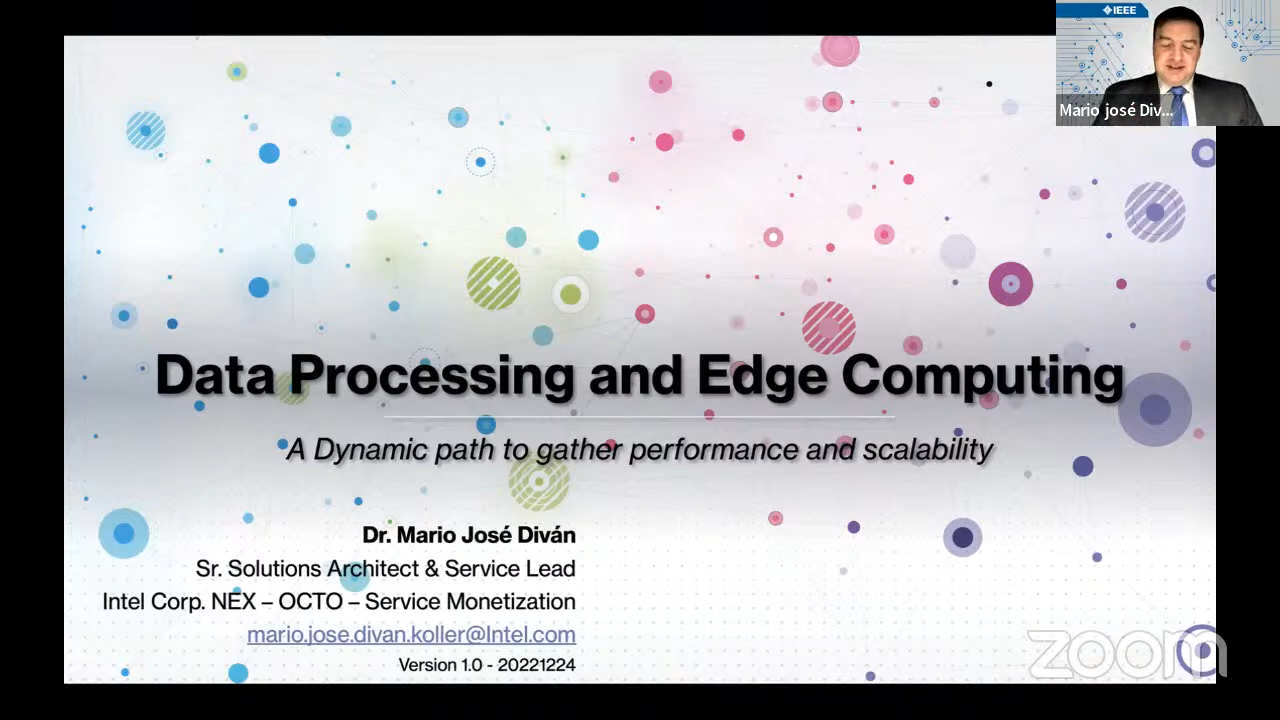 IEEE
Mario josé Div...
Data Processing and Edge Computing
A Dynamic path to gather performance and scalability
Dr. Mario José Diván
Sr. Solutions Architect & Service Lead
Intel Corp. NEX – OCTO – Service Monetization
mario.jose.divan.koller@Intel.com
Version 1.0 - 20221224
zoom